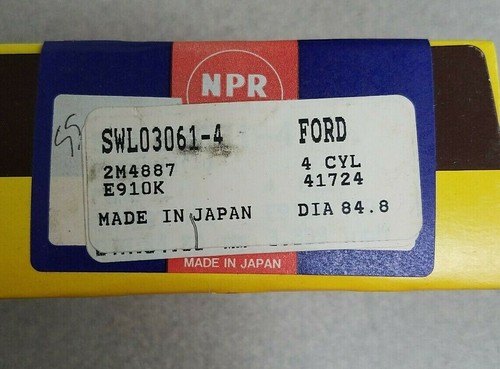 NPR
SWL03061-4 FORD
2M4887 4 CYL
E910K 41724
MADE IN JAPAN DIA 84.8
MADE IN JAPAN